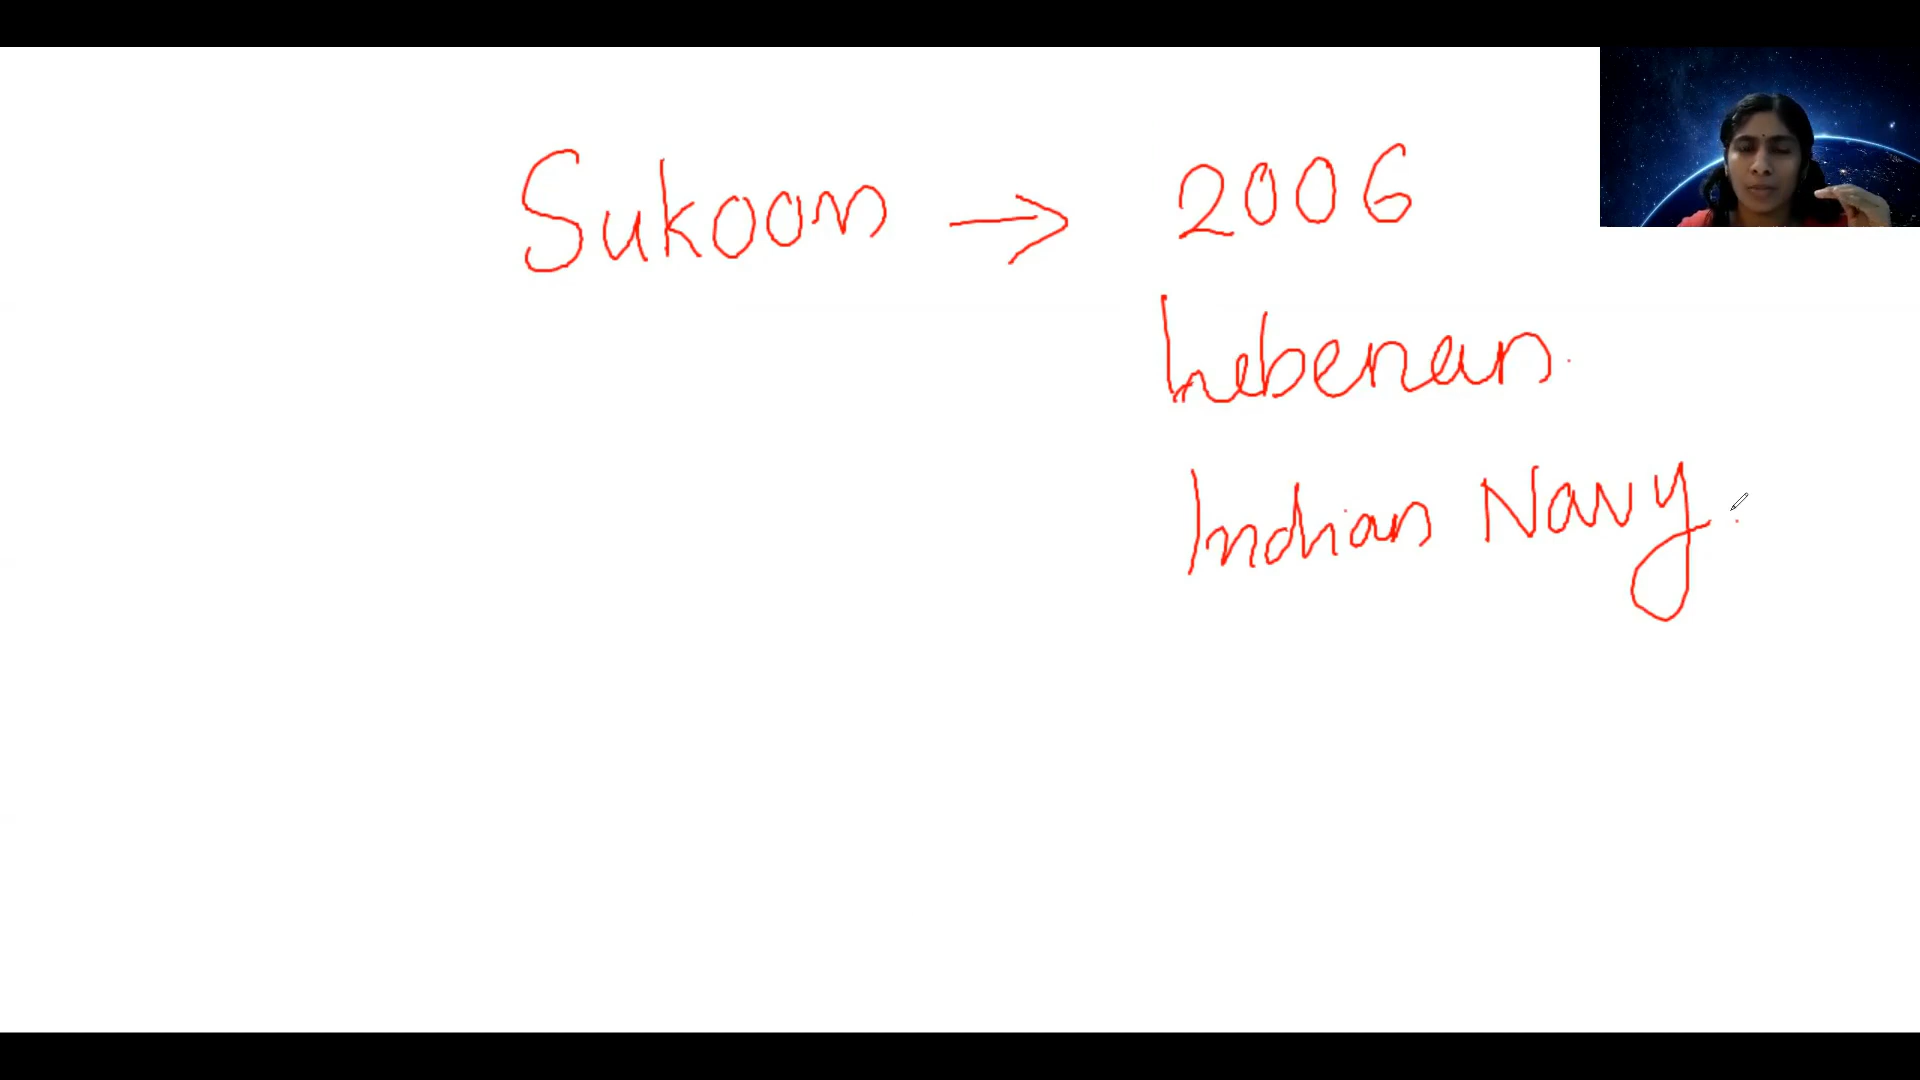 Sukoon → 2006
Lebenan.
Indian Navy.